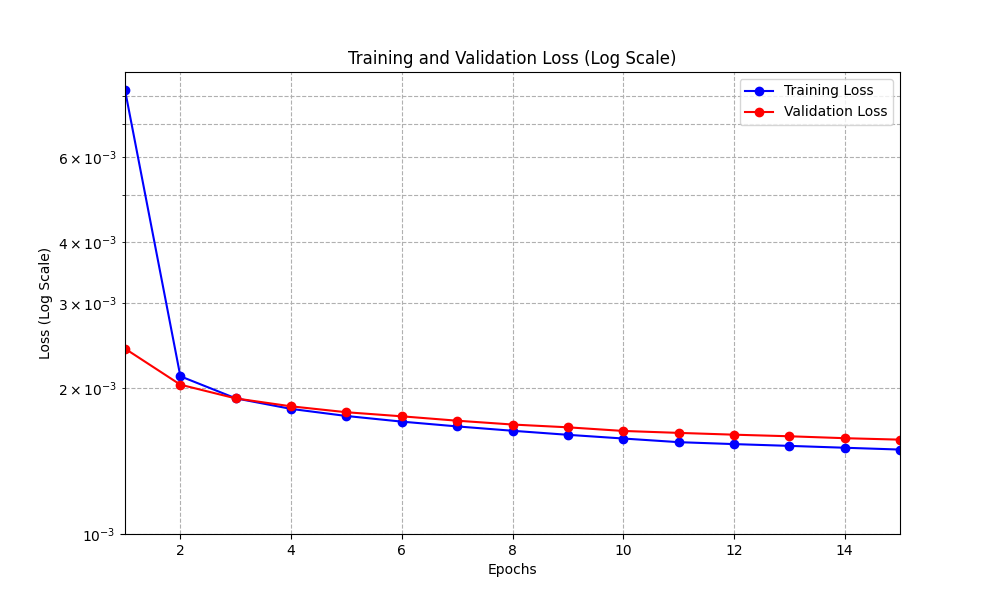 Training and Validation Loss (Log Scale)
Training Loss
Validation Loss
6 × 10⁻³
4 × 10⁻³
3 × 10⁻³
2 × 10⁻³
10⁻³
Loss (Log Scale)
2 4 6 8 10 12 14
Epochs